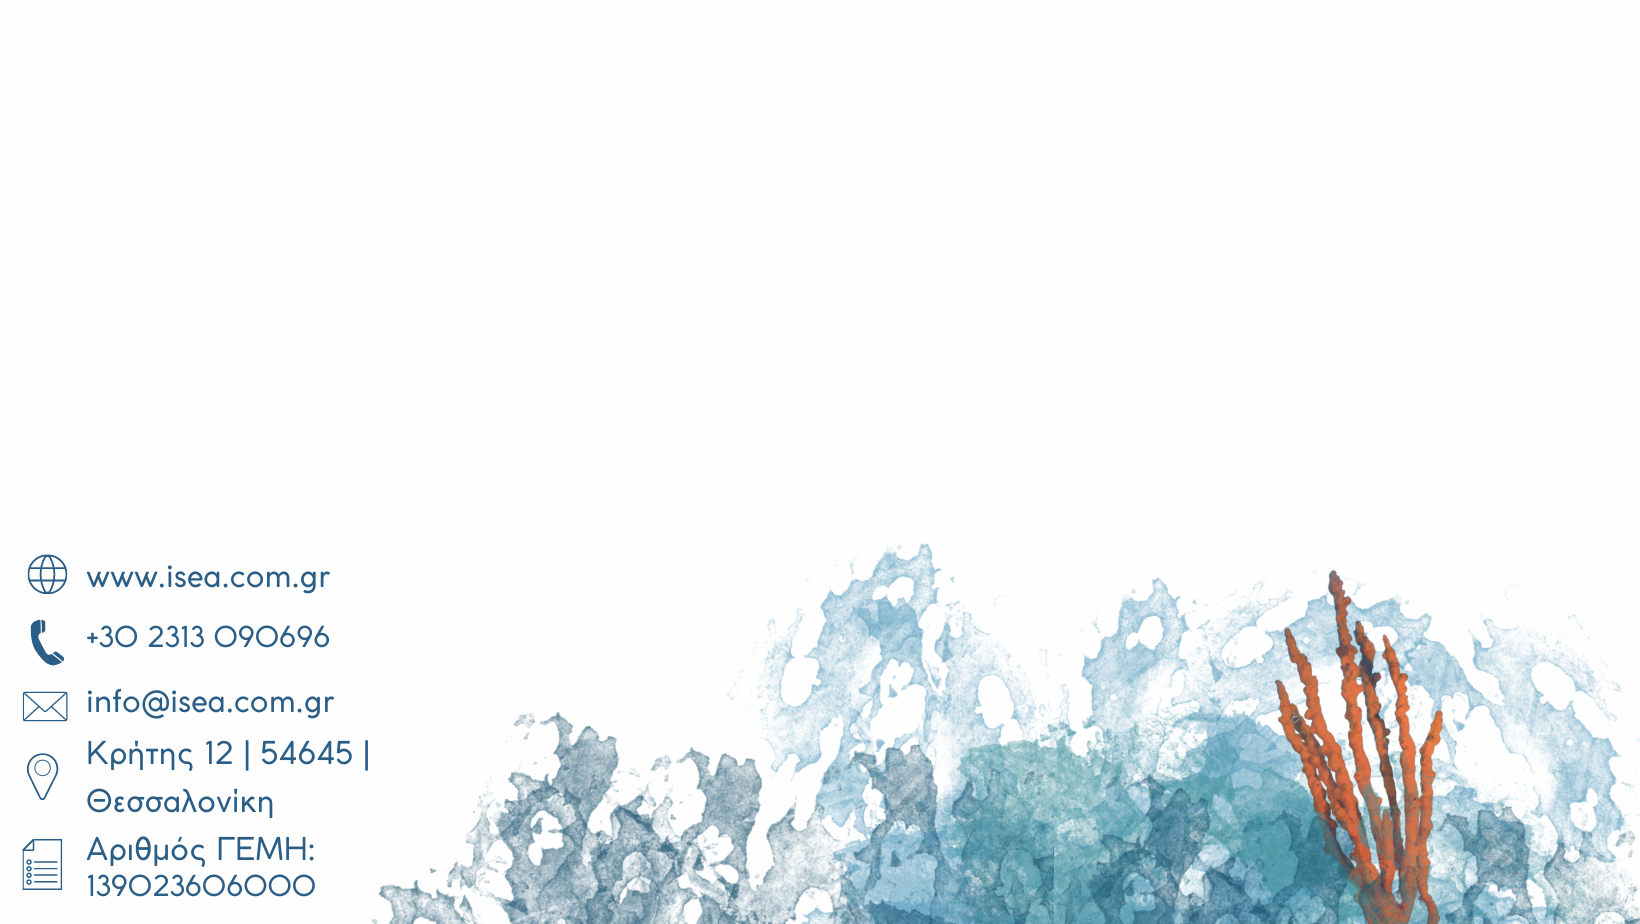 www.isea.com.gr
+30 2313 090696
info@isea.com.gr
Κρήτης 12 | 54645 |
Θεσσαλονίκη
Αριθμός ΓΕΜΗ:
139023606000